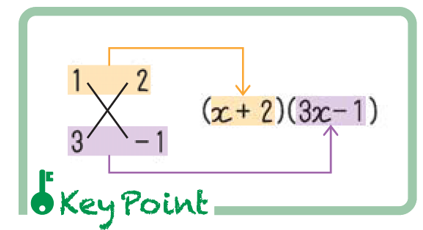 1 2
3 -1
(x+2)(3x-1)
Key Point